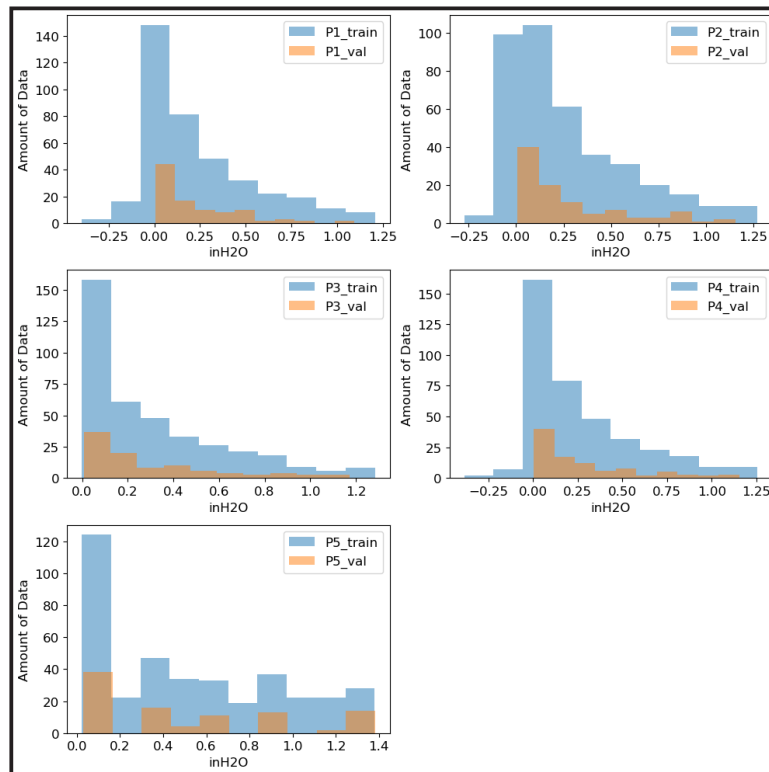 P1_train
P1_val
140
120
100
80
60
40
20
0
Amount of Data
−0.25 0.00 0.25 0.50 0.75 1.00 1.25
inH2O
P2_train
P2_val
100
80
60
40
20
0
Amount of Data
−0.25 0.00 0.25 0.50 0.75 1.00 1.25
inH2O
P3_train
P3_val
150
125
100
75
50
25
0
Amount of Data
0.0 0.2 0.4 0.6 0.8 1.0 1.2
inH2O
P4_train
P4_val
150
125
100
75
50
25
0
Amount of Data
−0.25 0.00 0.25 0.50 0.75 1.00 1.25
inH2O
P5_train
P5_val
120
100
80
60
40
20
0
Amount of Data
0.0 0.2 0.4 0.6 0.8 1.0 1.2 1.4
inH2O